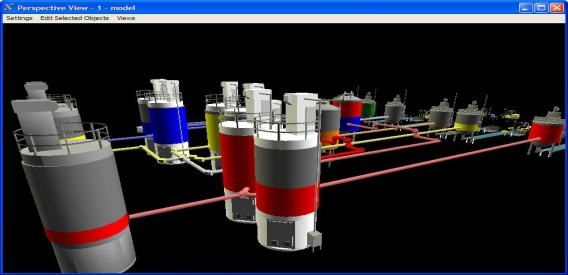 Perspective View - 1 - model
Settings Edit Selected Objects Views